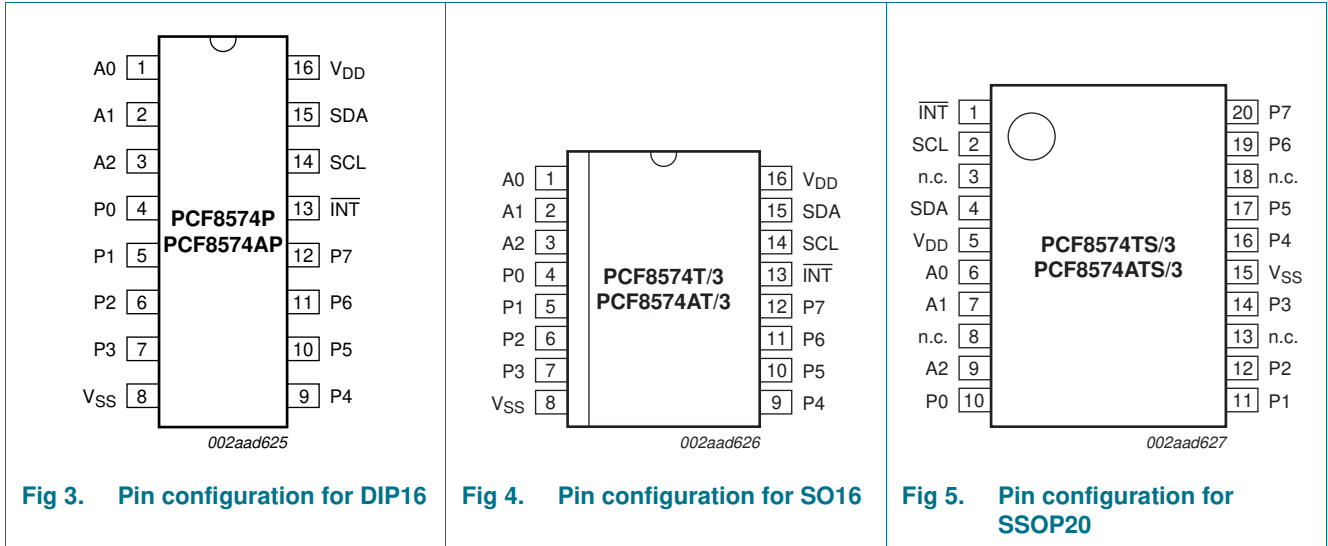 A0 1 16 VDD
A1 2 15 SDA
A2 3 14 SCL
P0 4 13 INT
P1 5 12 P7
P2 6 11 P6
P3 7 10 P5
VSS 8 9 P4
PCF8574P
PCF8574AP
002aad625
Fig 3. Pin configuration for DIP16
A0 1 16 VDD
A1 2 15 SDA
A2 3 14 SCL
P0 4 13 INT
P1 5 12 P7
P2 6 11 P6
P3 7 10 P5
VSS 8 9 P4
PCF8574T/3
PCF8574AT/3
002aad626
Fig 4. Pin configuration for SO16
INT 1 20 P7
SCL 2 19 P6
n.c. 3 18 n.c.
SDA 4 17 P5
VDD 5 16 P4
A0 6 15 VSS
A1 7 14 P3
n.c. 8 13 n.c.
A2 9 12 P2
P0 10 11 P1
PCF8574TS/3
PCF8574ATS/3
002aad627
Fig 5. Pin configuration for
SSOP20